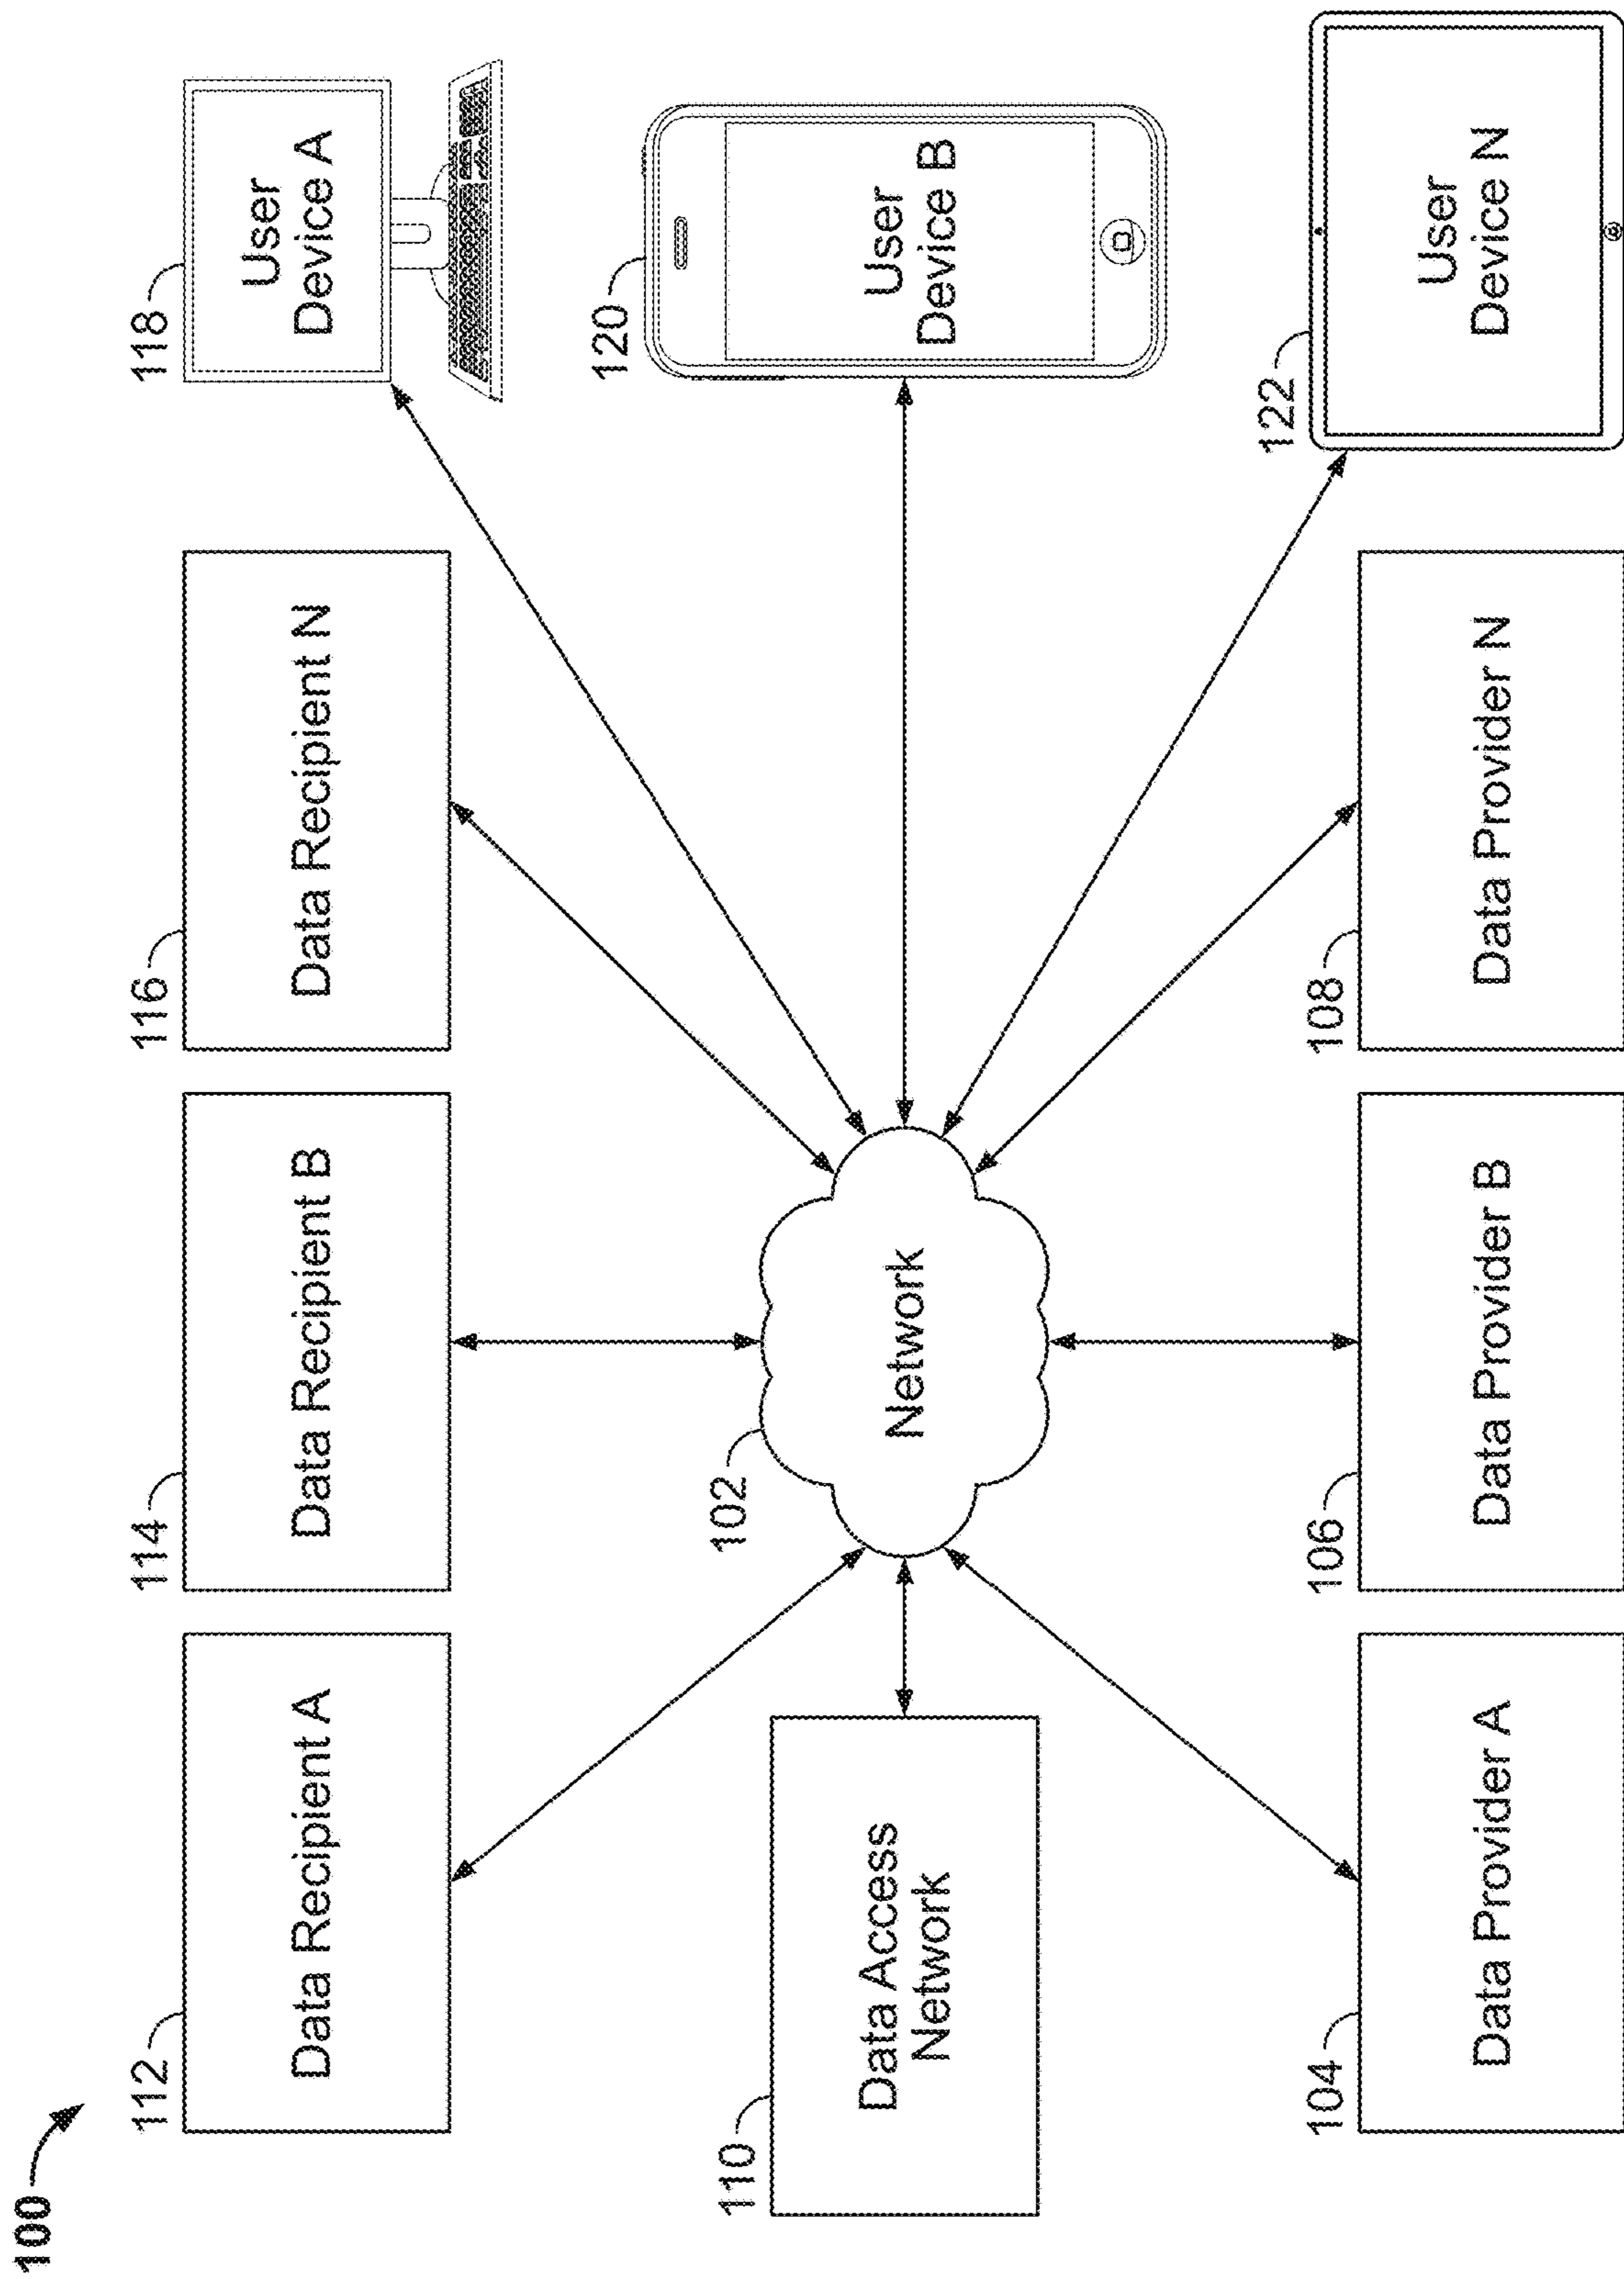 100
112
Data Recipient A
114
Data Recipient B
116
Data Recipient N
118
User
Device A
110
Data Access
Network
102
Network
120
User
Device B
104
Data Provider A
106
Data Provider B
108
Data Provider N
122
User
Device N